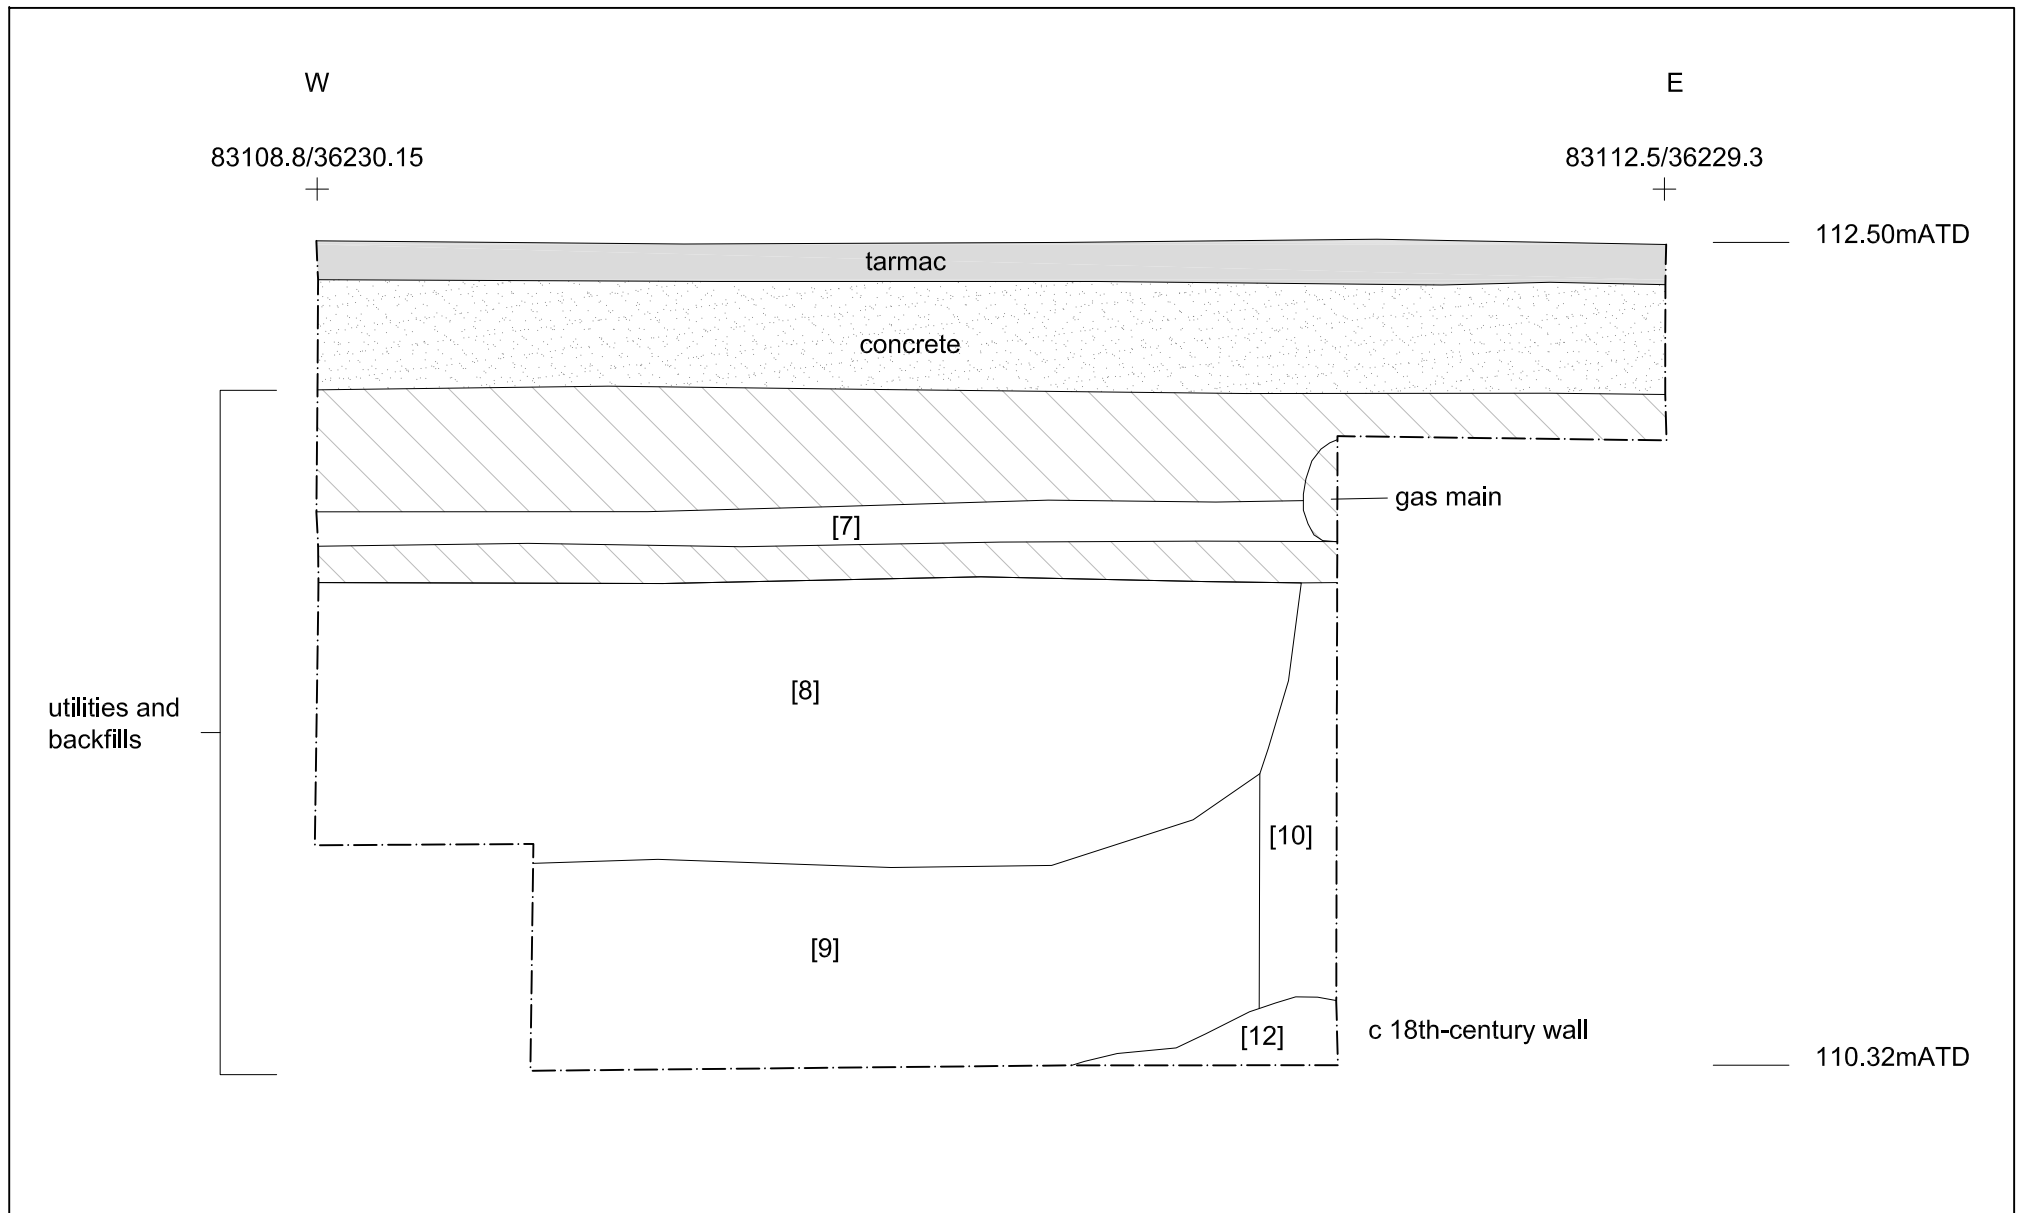 W
E
83108.8/36230.15
83112.5/36229.3
112.50mATD
tarmac
concrete
gas main
[7]
[8]
utilities and
backfills
[10]
[9]
c 18th-century wall
[12]
110.32mATD